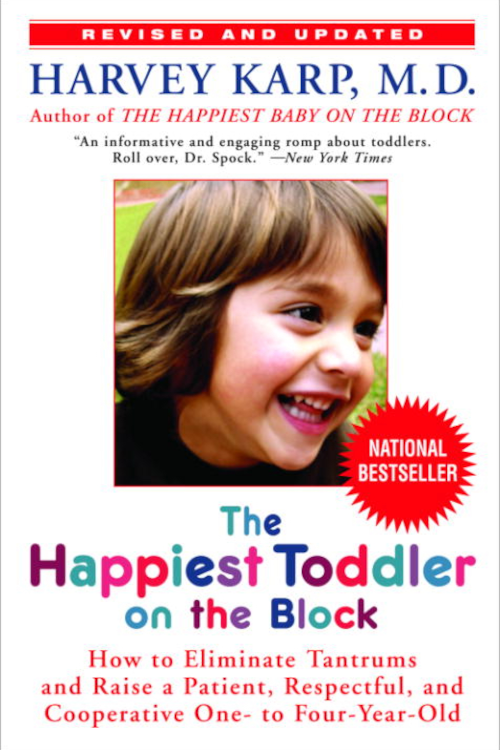 REVISED AND UPDATED
HARVEY KARP, M.D.
Author of THE HAPPIEST BABY ON THE BLOCK
“An informative and engaging romp about toddlers.
Roll over, Dr. Spock.” —New York Times
NATIONAL
BESTSELLER
The
Happiest Toddler
on the Block
How to Eliminate Tantrums
and Raise a Patient, Respectful, and
Cooperative One- to Four-Year-Old